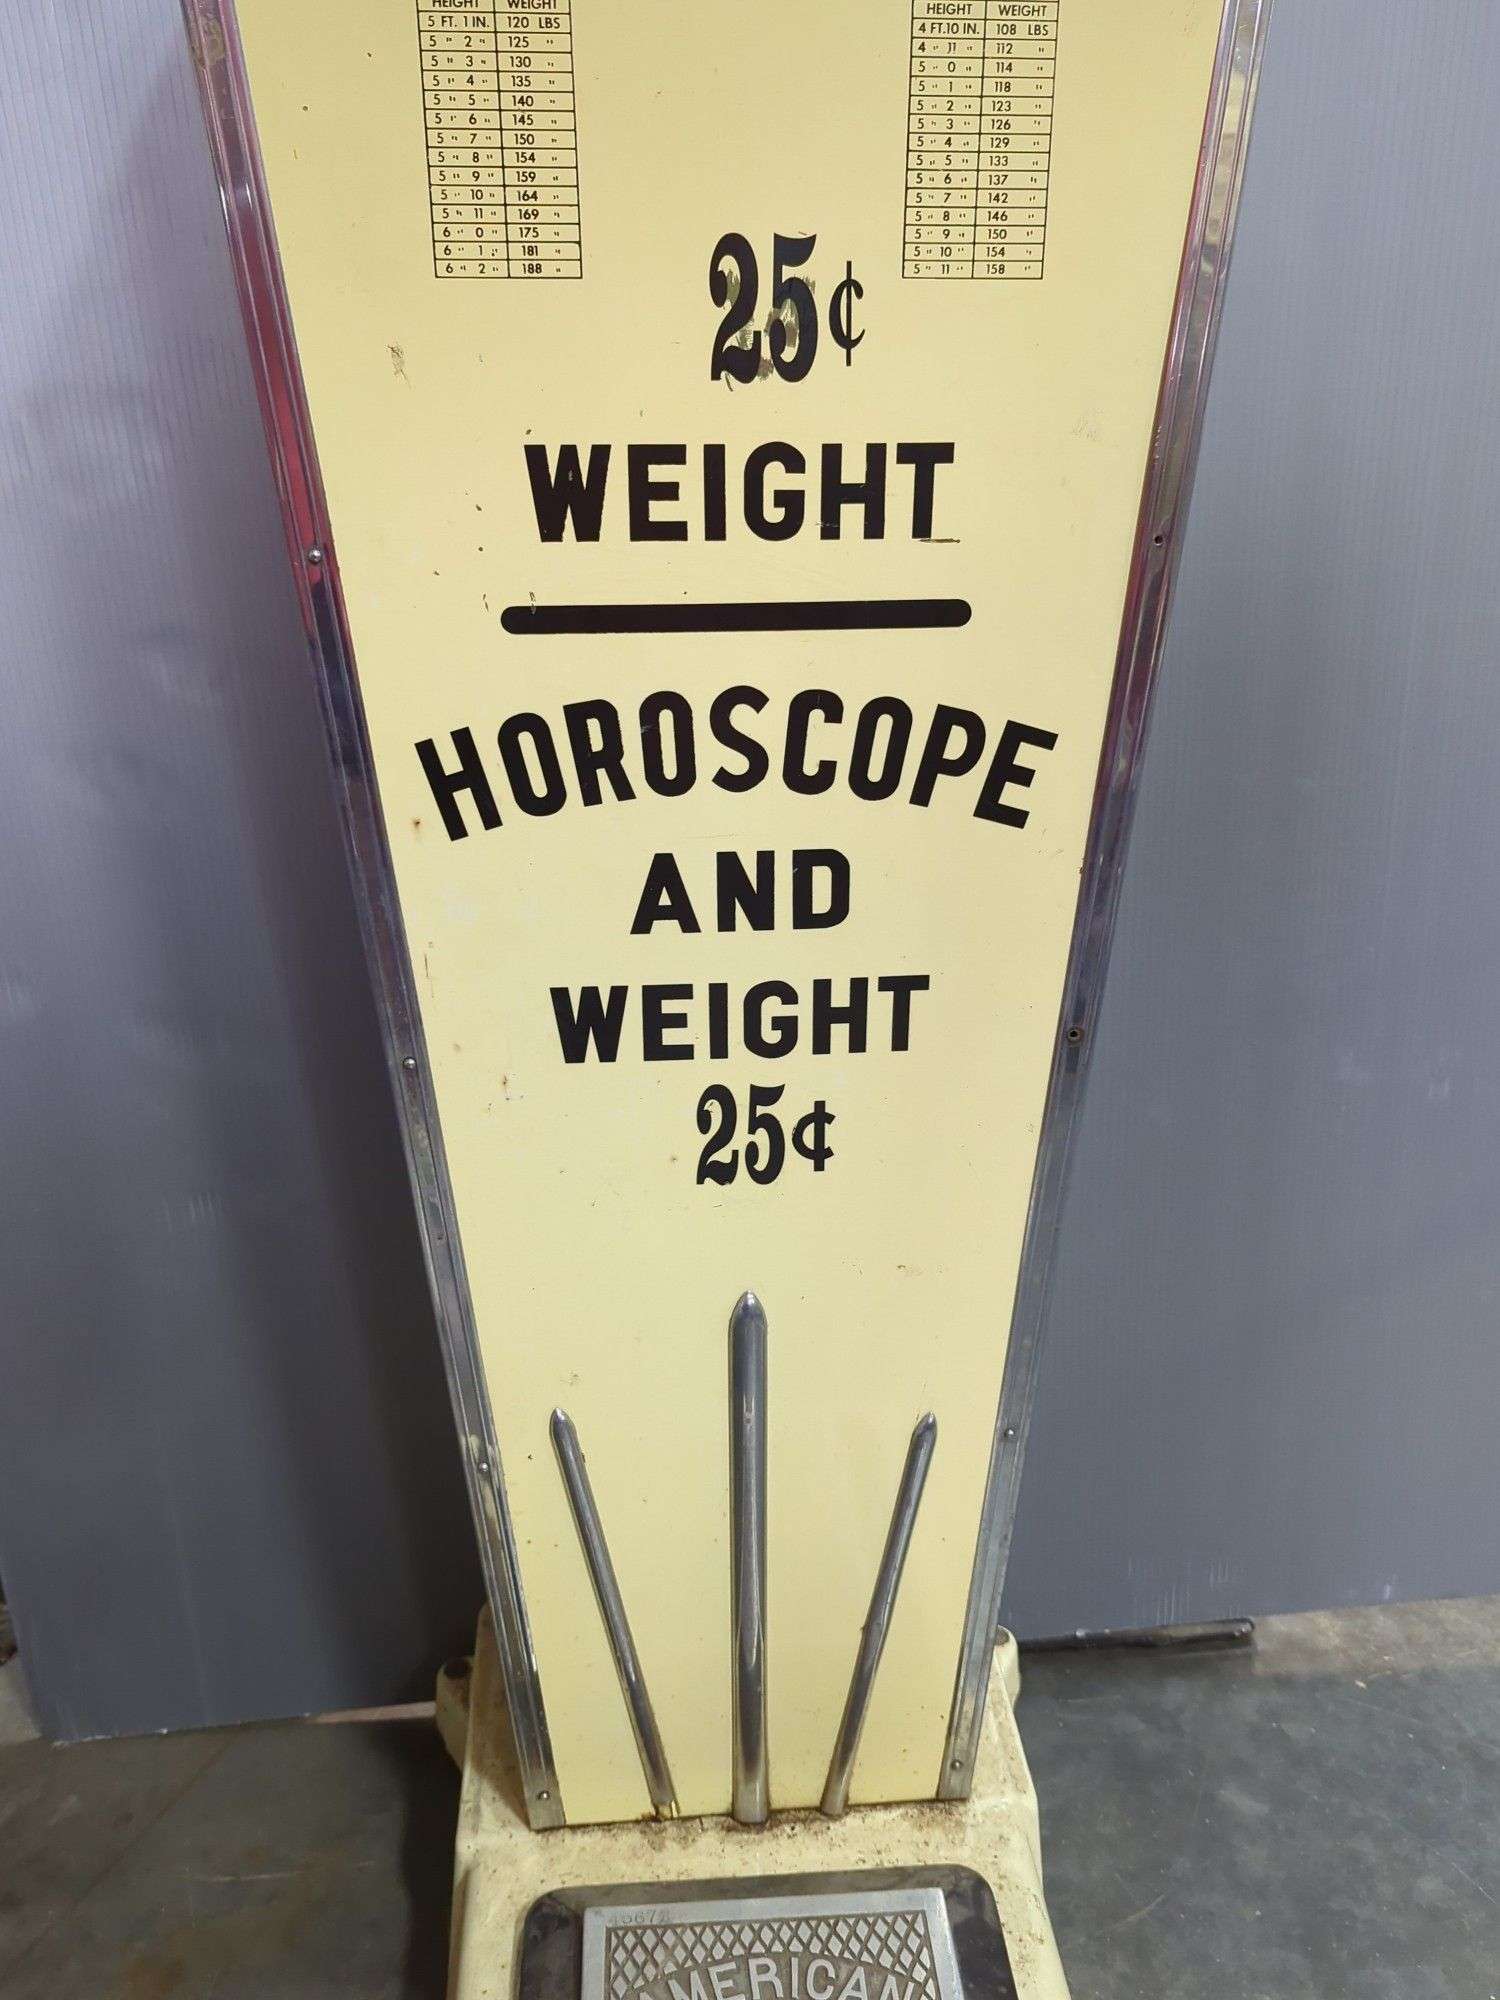 HEIGHT WEIGHT
5 FT. 1 IN. 120 LBS
5 " 2 " 125 "
5 " 3 " 130 "
5 " 4 " 135 "
5 " 5 " 140 "
5 " 6 " 145 "
5 " 7 " 150 "
5 " 8 " 154 "
5 " 9 " 159 "
5 " 10 " 164 "
5 " 11 " 169 "
6 " 0 " 175 "
6 " 1 " 181 "
6 " 2 " 188 "
HEIGHT WEIGHT
4 FT. 10 IN. 108 LBS
4 " 11 " 112 "
5 " 0 " 114 "
5 " 1 " 118 "
5 " 2 " 123 "
5 " 3 " 126 "
5 " 4 " 129 "
5 " 5 " 133 "
5 " 6 " 137 "
5 " 7 " 142 "
5 " 8 " 146 "
5 " 9 " 150 "
5 " 10 " 154 "
5 " 11 " 158 "
25¢
WEIGHT
HOROSCOPE
AND
WEIGHT
25¢
AMERICAN